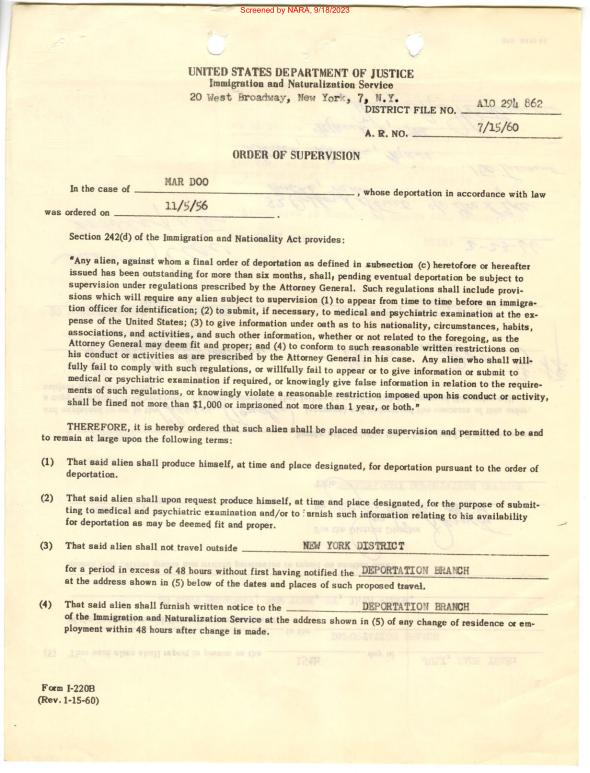 Screened by NARA, 9/18/2023
UNITED STATES DEPARTMENT OF JUSTICE
Immigration and Naturalization Service
20 West Broadway, New York, 7, N.Y.
DISTRICT FILE NO. A10 294 862
A. R. NO. 7/15/60
ORDER OF SUPERVISION
In the case of MAR DOO, whose deportation in accordance with law
was ordered on 11/5/56.
Section 242(d) of the Immigration and Nationality Act provides:
"Any alien, against whom a final order of deportation as defined in subsection (c) heretofore or hereafter
issued has been outstanding for more than six months, shall, pending eventual deportation be subject to
supervision under regulations prescribed by the Attorney General. Such regulations shall include provi-
sions which will require any alien subject to supervision (1) to appear from time to time before an immigra-
tion officer for identification; (2) to submit, if necessary, to medical and psychiatric examination at the ex-
pense of the United States; (3) to give information under oath as to his nationality, circumstances, habits,
associations, and activities, and such other information, whether or not related to the foregoing, as the
Attorney General may deem fit and proper; and (4) to conform to such reasonable written restrictions on
his conduct or activities as are prescribed by the Attorney General in his case. Any alien who shall will-
fully fail to comply with such regulations, or willfully fail to appear or to give information or submit to
medical or psychiatric examination if required, or knowingly give false information in relation to the require-
ments of such regulations, or knowingly violate a reasonable restriction imposed upon his conduct or activity,
shall be fined not more than $1,000 or imprisoned not more than 1 year, or both."
THEREFORE, it is hereby ordered that such alien shall be placed under supervision and permitted to be and
to remain at large upon the following terms:
(1) That said alien shall produce himself, at time and place designated, for deportation pursuant to the order of
deportation.
(2) That said alien shall upon request produce himself, at time and place designated, for the purpose of submit-
ting to medical and psychiatric examination and/or to furnish such information relating to his availability
for deportation as may be deemed fit and proper.
(3) That said alien shall not travel outside NEW YORK DISTRICT
for a period in excess of 48 hours without first having notified the DEPORTATION BRANCH
at the address shown in (5) below of the dates and places of such proposed travel.
(4) That said alien shall furnish written notice to the DEPORTATION BRANCH
of the Immigration and Naturalization Service at the address shown in (5) of any change of residence or em-
ployment within 48 hours after change is made.
Form I-220B
(Rev. 1-15-60)